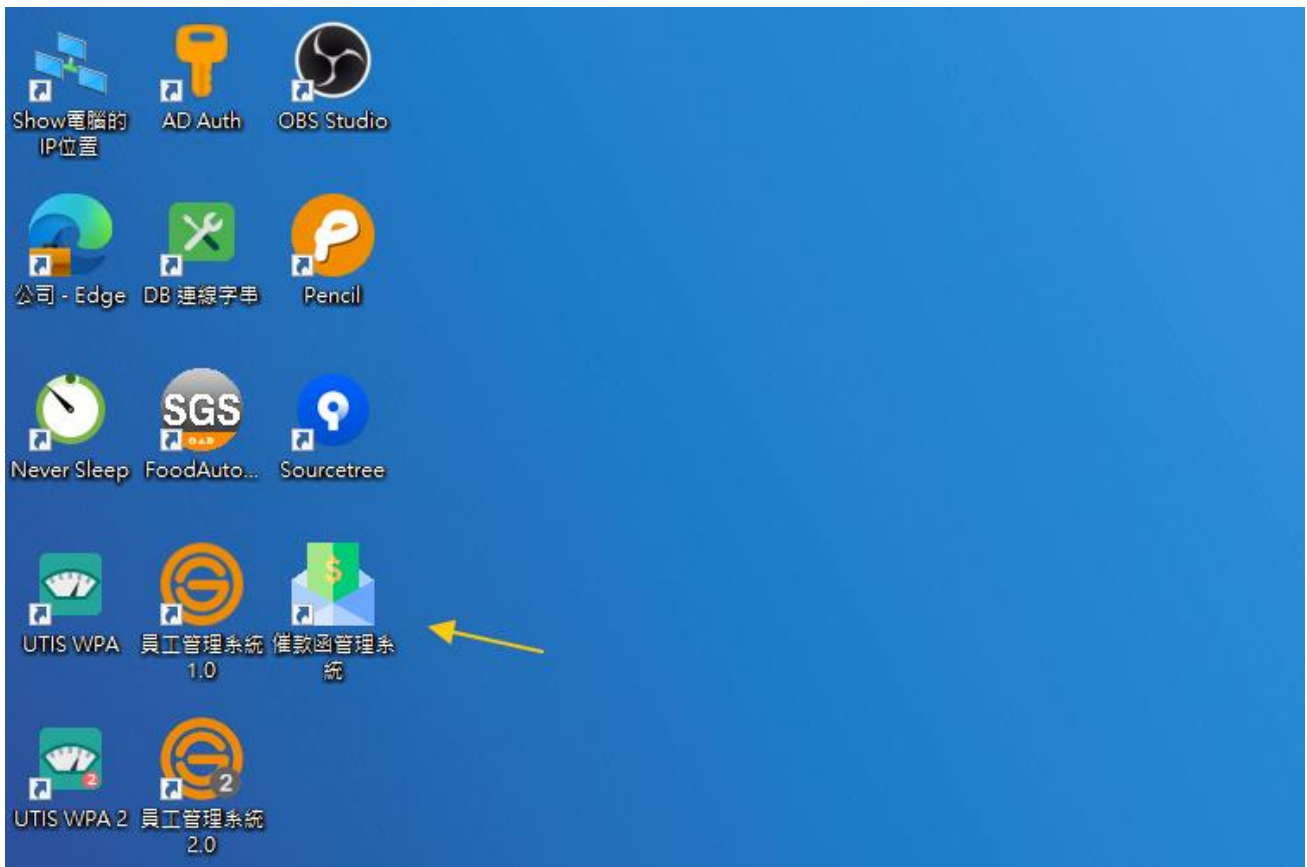 Show電腦的
IP位置
AD Auth
OBS Studio
公司 - Edge
DB 連線字串
Pencil
Never Sleep
SGS
OAD
FoodAuto...
Sourcetree
$
UTIS WPA
員工管理系統
1.0
催款函管理系
統
2
UTIS WPA 2
2
員工管理系統
2.0